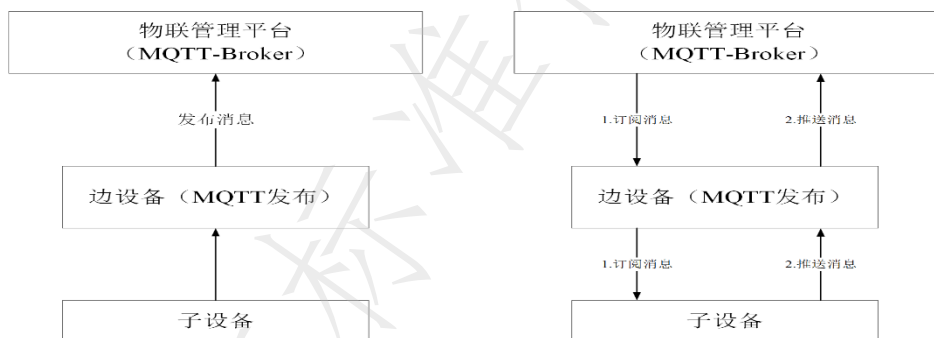 物联管理平台
（MQTT-Broker）
发布消息
边设备（MQTT发布）
子设备
物联管理平台
（MQTT-Broker）
1.订阅消息
2.推送消息
边设备（MQTT发布）
1.订阅消息
2.推送消息
子设备
标准